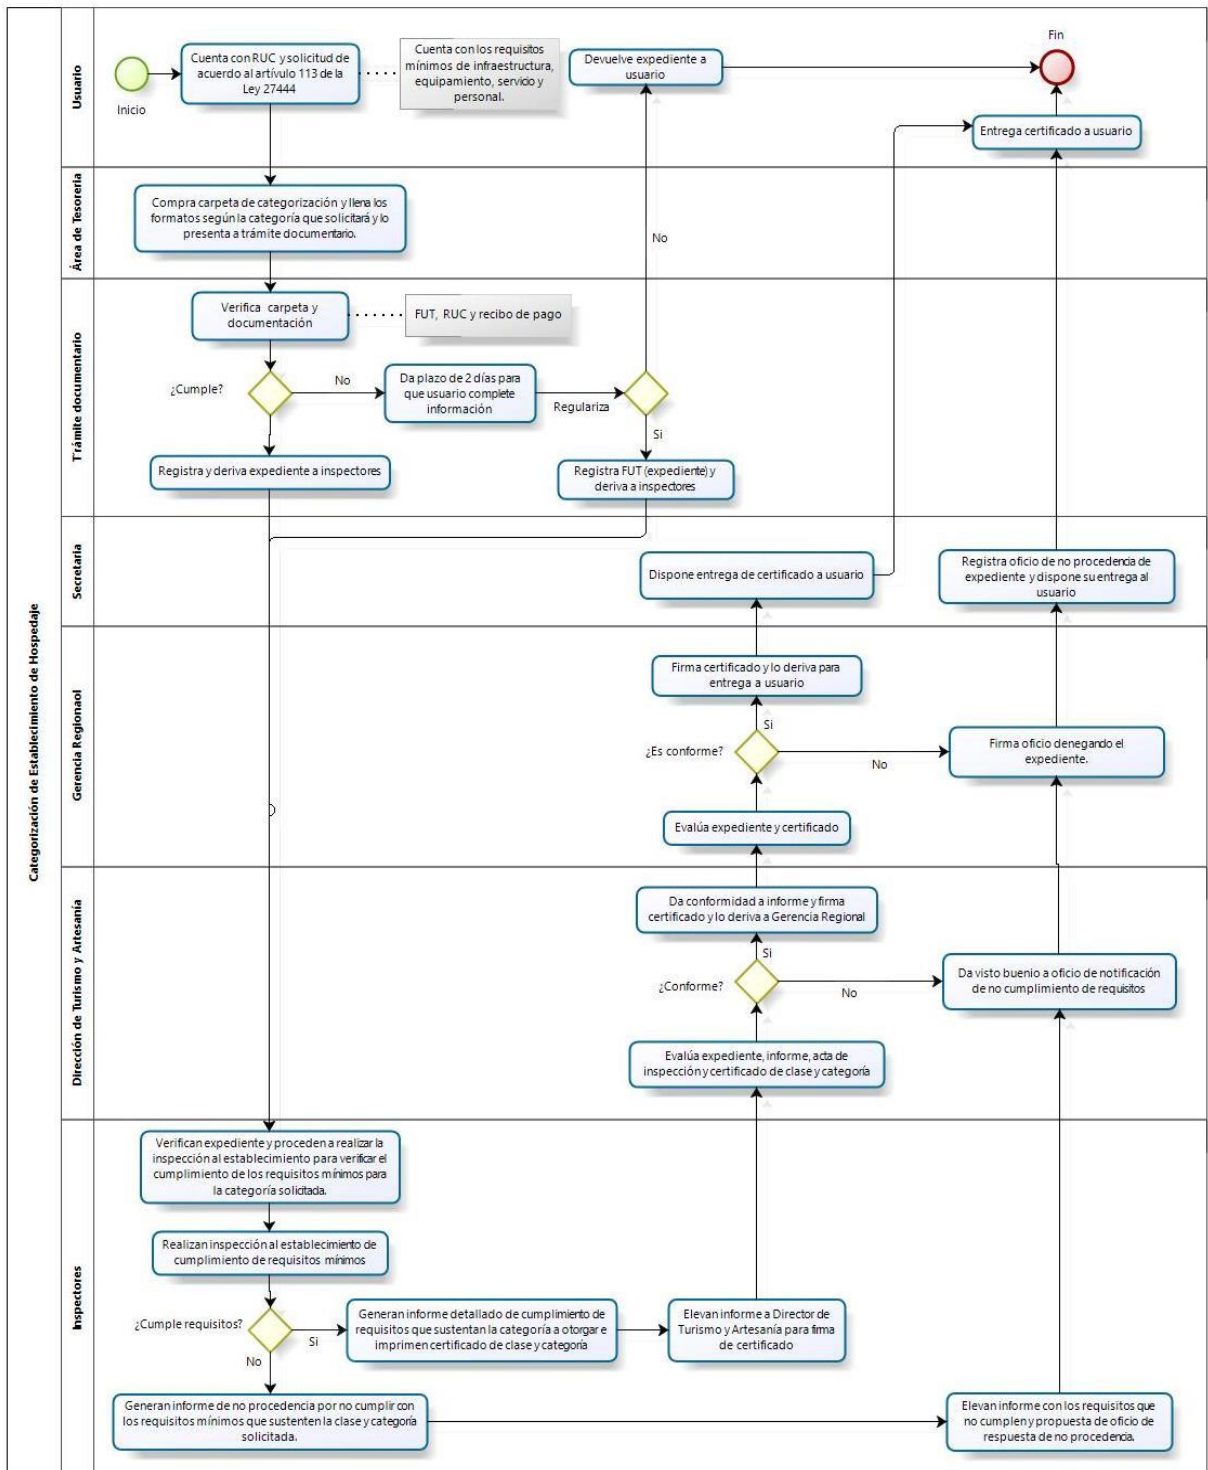 Categorización de Establecimiento de Hospedaje
Usuario
Inicio
Cuenta con RUC y solicitud de
acuerdo al artívulo 113 de la
Ley 27444
Cuenta con los requisitos
mínimos de infraestructura,
equipamiento, servicio y
personal.
Devuelve expediente a
usuario
Fin
Entrega certificado a usuario
Área de Tesoreria
Compra carpeta de categorización y llena los
formatos según la categoría que solicitará y lo
presenta a trámite documentario.
No
Trámite documentario
Verifica carpeta y
documentación
FUT, RUC y recibo de pago
¿Cumple?
No
Da plazo de 2 días para
que usuario complete
información
Regulariza
Si
Registra y deriva expediente a inspectores
Registra FUT (expediente) y
deriva a inspectores
Secretaria
Dispone entrega de certificado a usuario
Registra oficio de no procedencia de
expediente y dispone su entrega al
usuario
Gerencia Regionaol
Firma certificado y lo deriva para
entrega a usuario
Si
¿Es conforme?
No
Firma oficio denegando el
expediente.
Evalúa expediente y certificado
Dirección de Turismo y Artesanía
Da conformidad a informe y firma
certificado y lo deriva a Gerencia Regional
Si
¿Conforme?
No
Da visto buenio a oficio de notificación
de no cumplimiento de requisitos
Evalúa expediente, informe, acta de
inspección y certificado de clase y categoría
Inspectores
Verifican expediente y proceden a realizar la
inspección al establecimiento para verificar el
cumplimiento de los requisitos mínimos para
la categoría solicitada.
Realizan inspección al establecimiento de
cumplimiento de requisitos mínimos
¿Cumple requisitos?
Si
Generan informe detallado de cumplimiento de
requisitos que sustentan la categoría a otorgar e
imprimen certificado de clase y categoría
Elevan informe a Director de
Turismo y Artesanía para firma
de certificado
No
Generan informe de no procedencia por no cumplir con
los requisitos mínimos que sustenten la clase y categoría
solicitada.
Elevan informe con los requisitos que
no cumplen y propuesta de oficio de
respuesta de no procedencia.